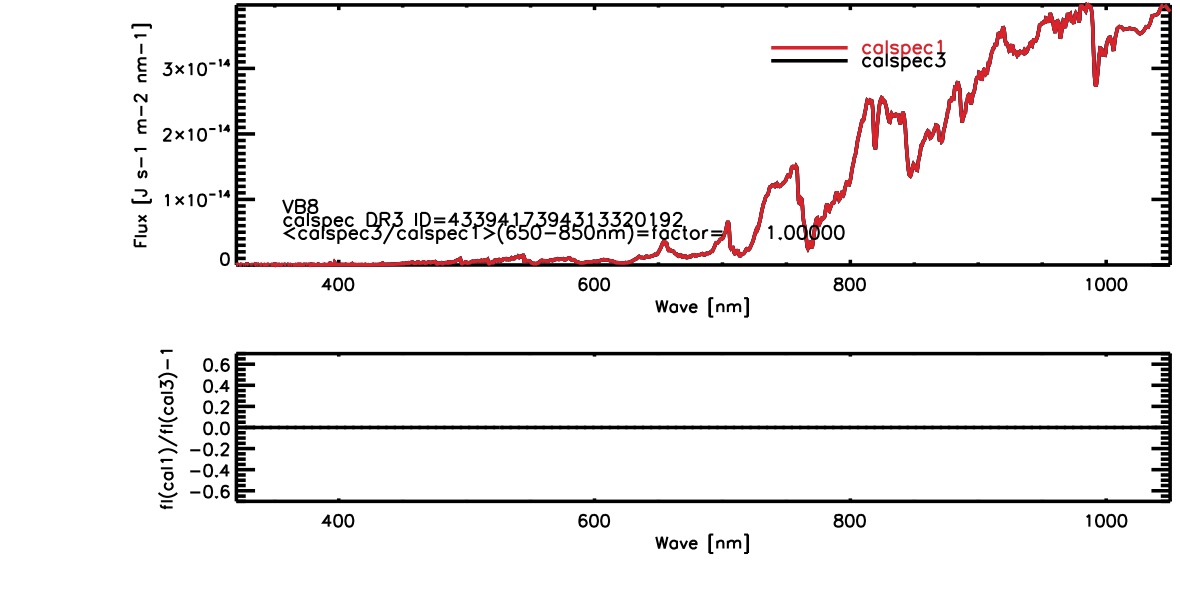 Flux [J s-1 m-2 nm-1]
3×10⁻¹⁴
2×10⁻¹⁴
1×10⁻¹⁴
0
calspec1
calspec3
VB8
calspec DR3 ID=4339417394313320192
<calspec3/calspec1>(650-850nm)=factor= 1.00000
400 600 800 1000
Wave [nm]
fl(cal1)/fl(cal3)-1
0.6
0.4
0.2
0.0
-0.2
-0.4
-0.6
400 600 800 1000
Wave [nm]